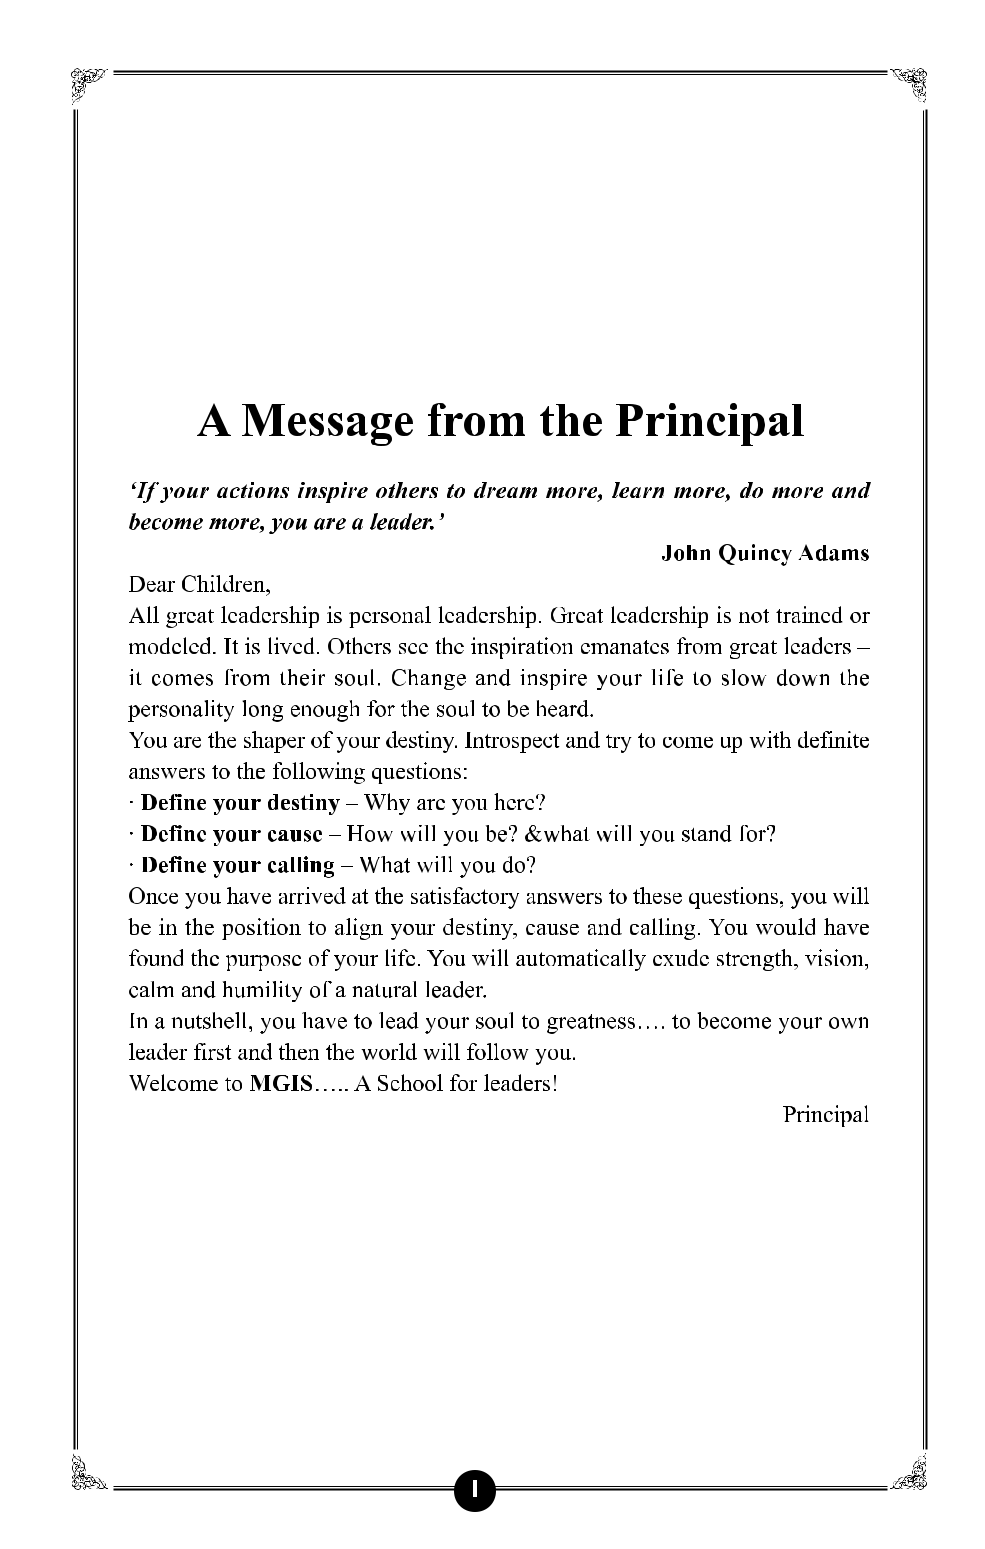 A Message from the Principal
‘If your actions inspire others to dream more, learn more, do more and
become more, you are a leader.’
John Quincy Adams
Dear Children,
All great leadership is personal leadership. Great leadership is not trained or
modeled. It is lived. Others see the inspiration emanates from great leaders –
it comes from their soul. Change and inspire your life to slow down the
personality long enough for the soul to be heard.
You are the shaper of your destiny. Introspect and try to come up with definite
answers to the following questions:
· Define your destiny – Why are you here?
· Define your cause – How will you be? &what will you stand for?
· Define your calling – What will you do?
Once you have arrived at the satisfactory answers to these questions, you will
be in the position to align your destiny, cause and calling. You would have
found the purpose of your life. You will automatically exude strength, vision,
calm and humility of a natural leader.
In a nutshell, you have to lead your soul to greatness…. to become your own
leader first and then the world will follow you.
Welcome to MGIS….. A School for leaders!
Principal
I